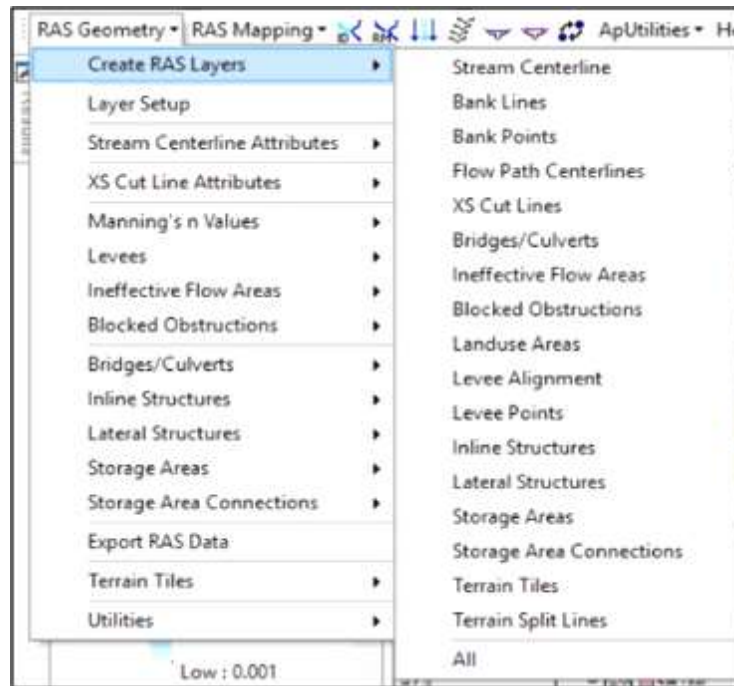 RAS Geometry RAS Mapping ApUtilities
Create RAS Layers
Layer Setup
Stream Centerline Attributes
XS Cut Line Attributes
Manning's n Values
Levees
Ineffective Flow Areas
Blocked Obstructions
Bridges/Culverts
Inline Structures
Lateral Structures
Storage Areas
Storage Area Connections
Export RAS Data
Terrain Tiles
Utilities
Low : 0.001
Stream Centerline
Bank Lines
Bank Points
Flow Path Centerlines
XS Cut Lines
Bridges/Culverts
Ineffective Flow Areas
Blocked Obstructions
Landuse Areas
Levee Alignment
Levee Points
Inline Structures
Lateral Structures
Storage Areas
Storage Area Connections
Terrain Tiles
Terrain Split Lines
All